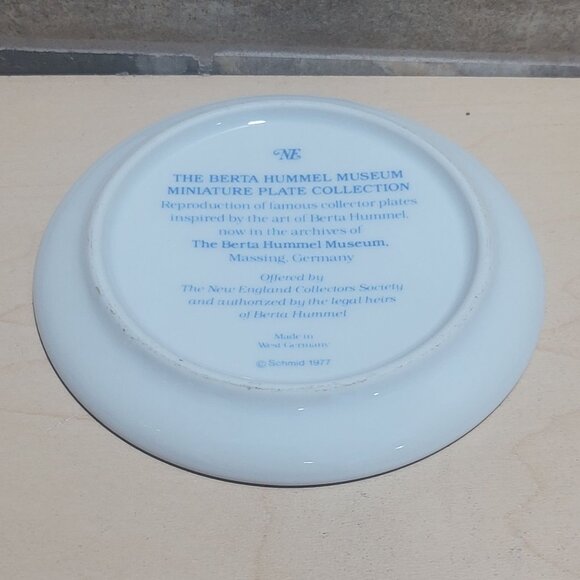 NE
THE BERTA HUMMEL MUSEUM
MINIATURE PLATE COLLECTION
Reproduction of famous collector plates
inspired by the art of Berta Hummel,
now in the archives of
The Berta Hummel Museum,
Massing, Germany
Offered by
The New England Collectors Society
and authorized by the legal heirs
of Berta Hummel
Made in
West Germany
© Schmid 1977